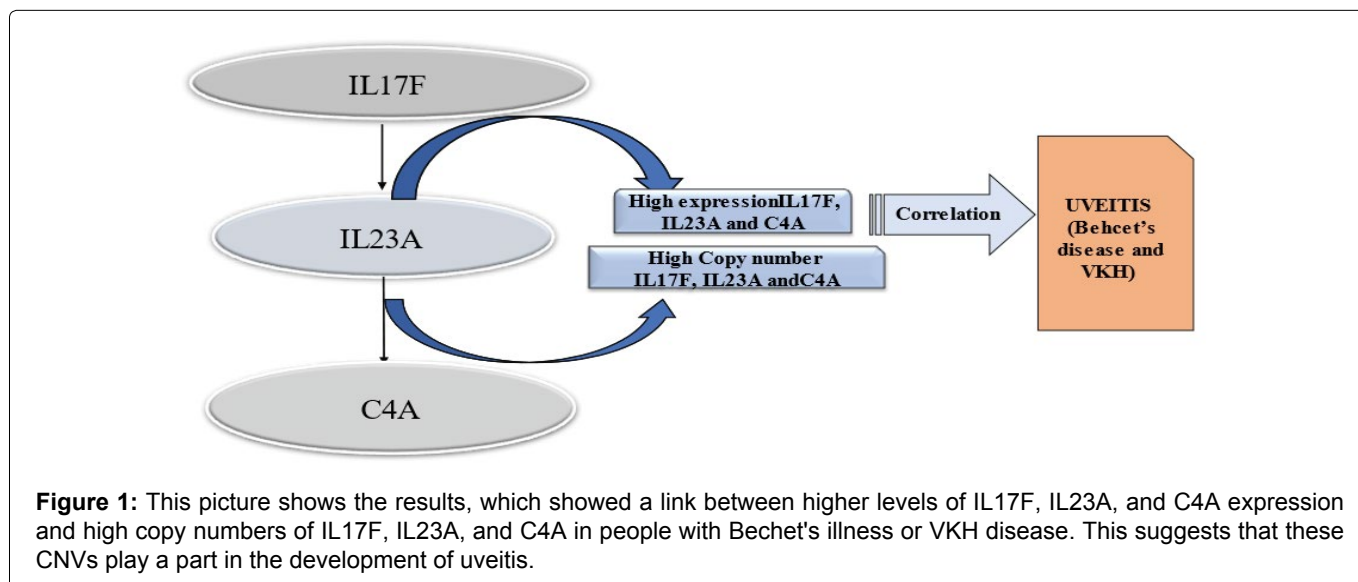 IL17F
IL23A
C4A
High expressionIL17F,
IL23A and C4A
High Copy number
IL17F, IL23A andC4A
Correlation
UVEITIS
(Behcet's
disease and
VKH)
Figure 1: This picture shows the results, which showed a link between higher levels of IL17F, IL23A, and C4A expression
and high copy numbers of IL17F, IL23A, and C4A in people with Bechet's illness or VKH disease. This suggests that these
CNVs play a part in the development of uveitis.